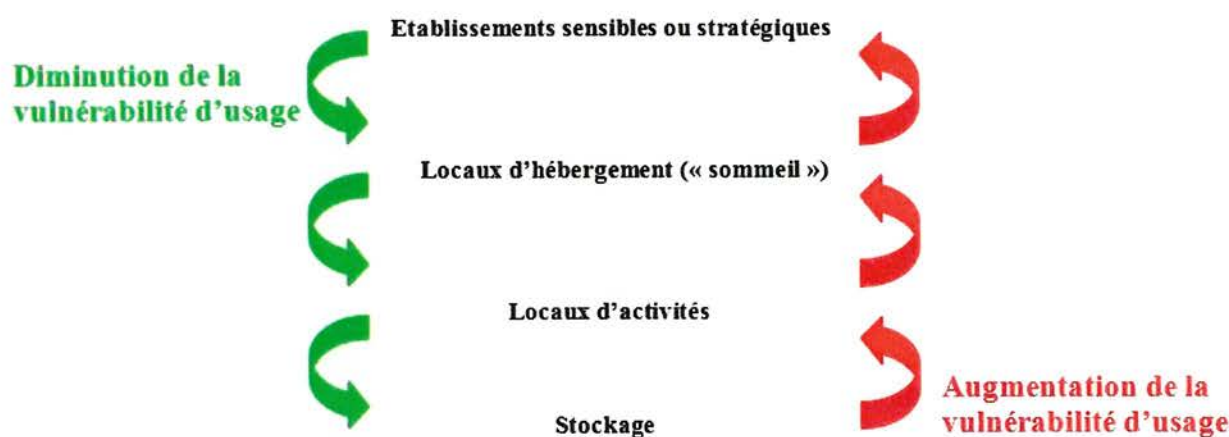 Etablissements sensibles ou stratégiques
Diminution de la
vulnérabilité d’usage
Locaux d’hébergement (« sommeil »)
Locaux d’activités
Augmentation de la
vulnérabilité d’usage
Stockage